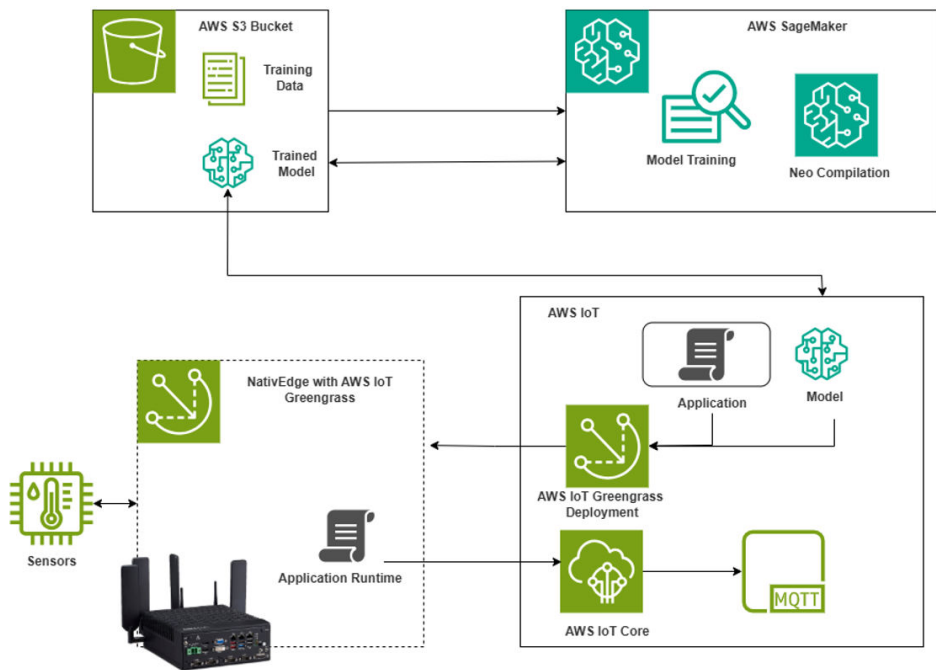 AWS S3 Bucket
Training
Data
Trained
Model
AWS SageMaker
Model Training
Neo Compilation
AWS IoT
Application
Model
AWS IoT Greengrass
Deployment
AWS IoT Core
MQTT
NativEdge with AWS IoT
Greengrass
Application Runtime
Sensors